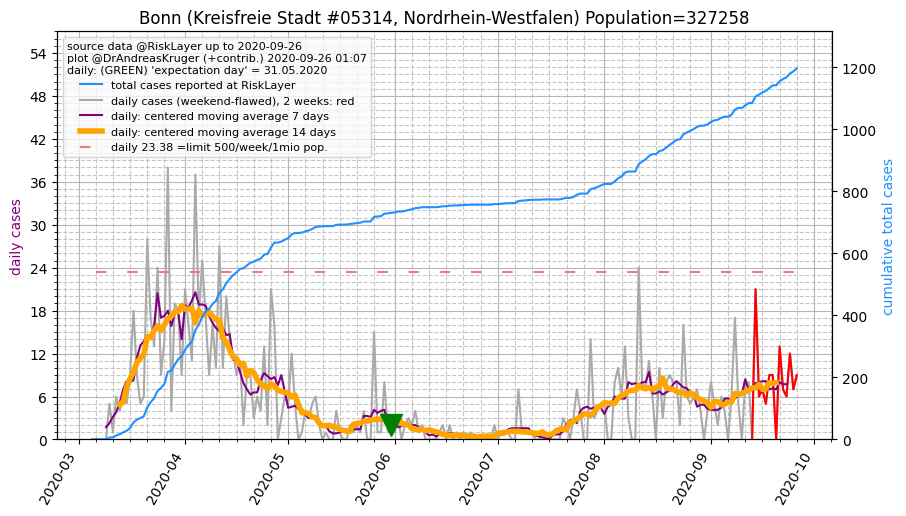 Bonn (Kreisfreie Stadt #05314, Nordrhein-Westfalen) Population=327258
source data @RiskLayer up to 2020-09-26
plot @DrAndreasKruger (+contrib.) 2020-09-26 01:07
daily: (GREEN) 'expectation day' = 31.05.2020
total cases reported at RiskLayer
daily cases (weekend-flawed), 2 weeks: red
daily: centered moving average 7 days
daily: centered moving average 14 days
daily 23.38 =limit 500/week/1mio pop.
daily cases
54
48
42
36
30
24
18
12
6
0
cumulative total cases
1200
1000
800
600
400
200
0
2020-03
2020-04
2020-05
2020-06
2020-07
2020-08
2020-09
2020-10